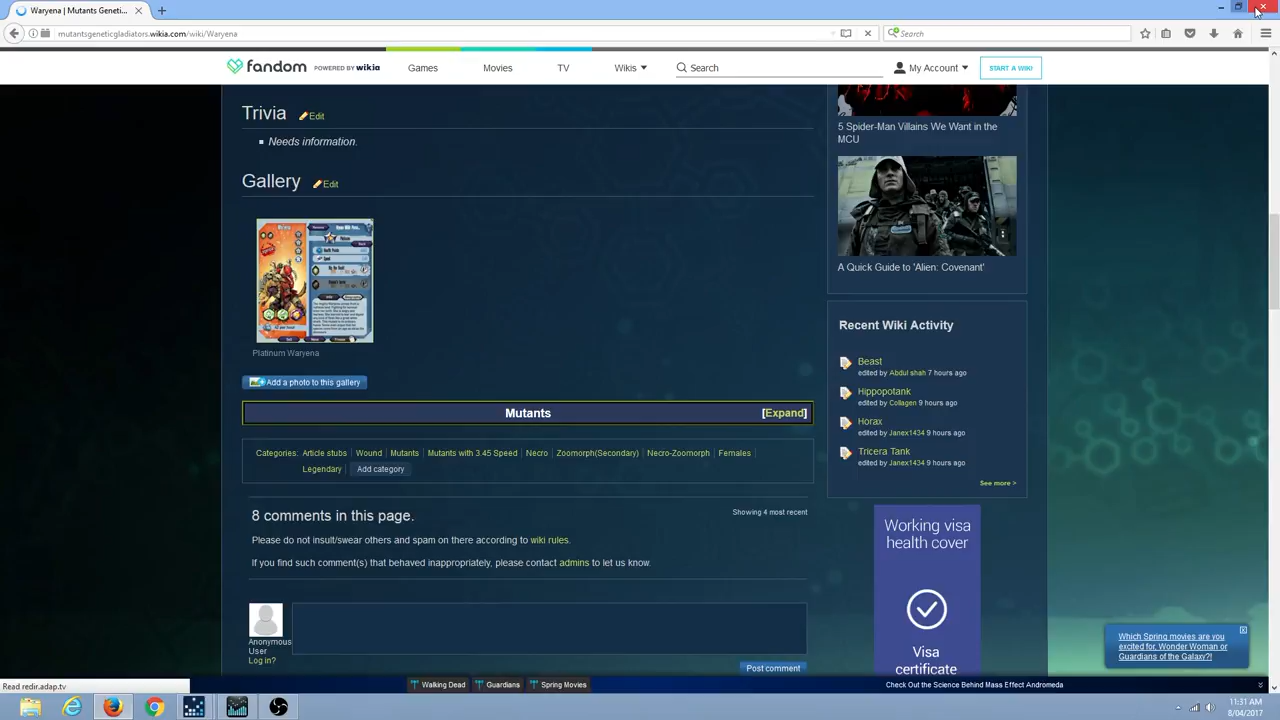 Waryena | Mutants Geneti...
mutantsgeneticgladiators.wikia.com/wiki/Waryena
Search
fandom POWERED BY wikia
Games
Movies
TV
Wikis
Search
My Account
START A WIKI
Trivia
Edit
Needs information.
Gallery
Edit
Platinum Waryena
Add a photo to this gallery
Mutants
[Expand]
Categories: Article stubs Wound Mutants Mutants with 3.45 Speed Necro Zoomorph(Secondary) Necro-Zoomorph Females
Legendary Add category
8 comments in this page.
Showing 4 most recent
Please do not insult/swear others and spam on there according to wiki rules.
If you find such comment(s) that behaved inappropriately, please contact admins to let us know.
Anonymous
User
Log in?
Post comment
5 Spider-Man Villains We Want in the
MCU
A Quick Guide to 'Alien: Covenant'
Recent Wiki Activity
Beast
edited by Abdul shah 7 hours ago
Hippopotank
edited by Collagen 9 hours ago
Horax
edited by Janex1434 9 hours ago
Tricera Tank
edited by Janex1434 9 hours ago
See more >
Working visa
health cover
Visa
certificate
Which Spring movies are you
excited for, Wonder Woman or
Guardians of the Galaxy?!
Read redir.adap.tv
Walking Dead
Guardians
Spring Movies
Check Out the Science Behind Mass Effect Andromeda
11:31 AM
8/04/2017